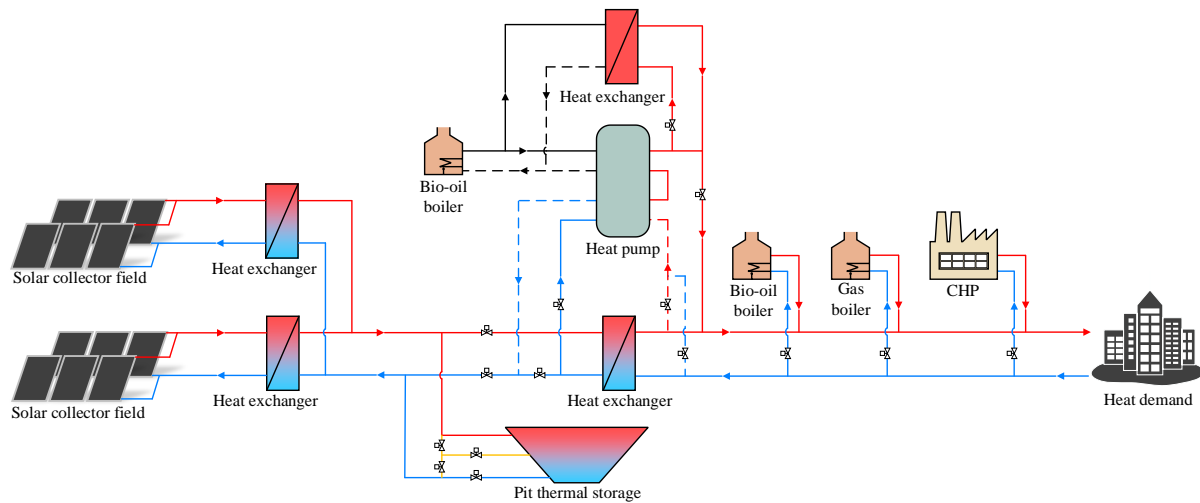 Heat exchanger
Bio-oil
boiler
Heat pump
Solar collector field
Heat exchanger
Bio-oil
boiler
Gas
boiler
CHP
Solar collector field
Heat exchanger
Heat exchanger
Heat demand
Pit thermal storage